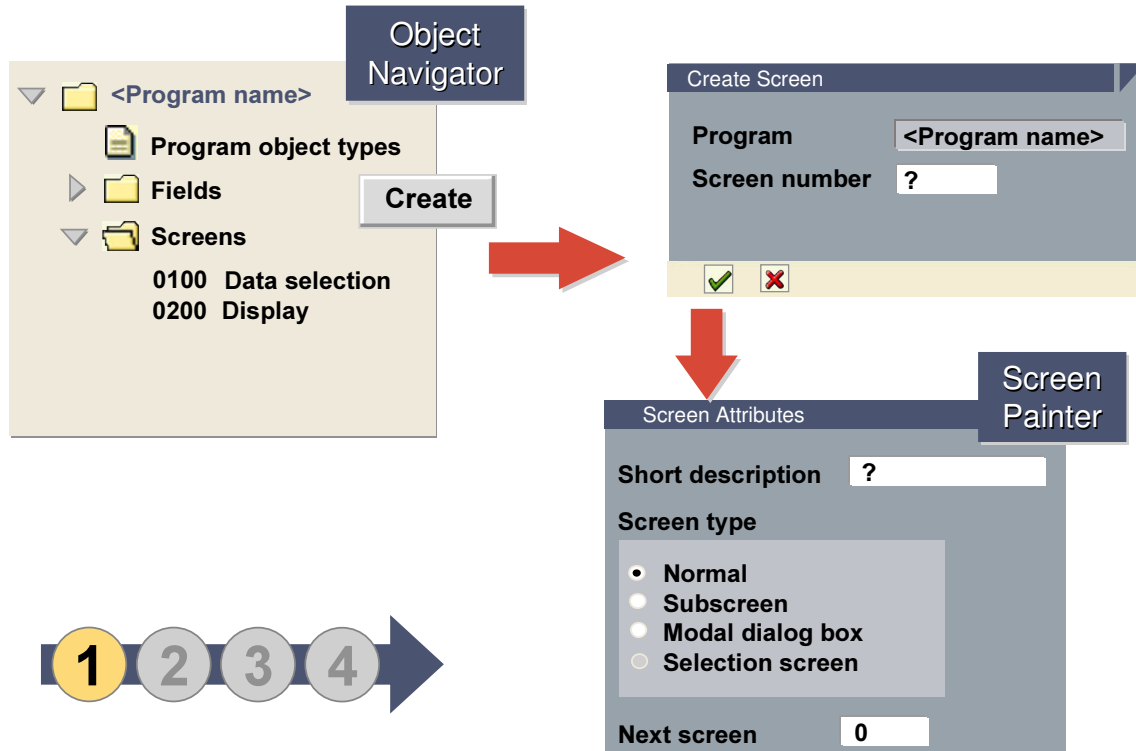 Object
Navigator
<Program name>
Program object types
Fields
Create
Screens
0100 Data selection
0200 Display
Create Screen
Program <Program name>
Screen number ?
Screen
Painter
Screen Attributes
Short description ?
Screen type
Normal
Subscreen
Modal dialog box
Selection screen
Next screen 0
1 2 3 4